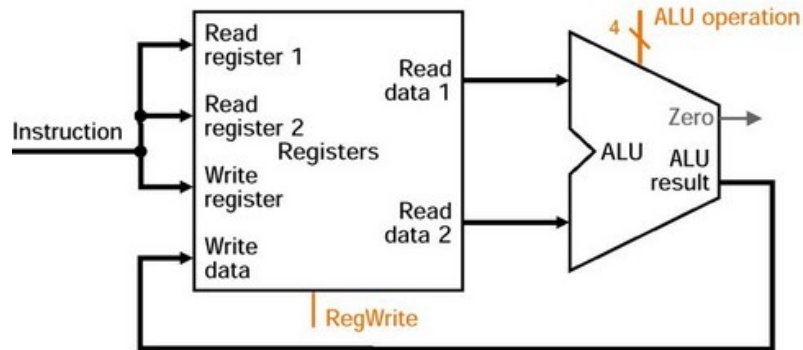 Instruction
Read
register 1
Read
register 2
Registers
Write
register
Write
data
Read
data 1
Read
data 2
RegWrite
4
ALU operation
Zero
ALU
ALU
result